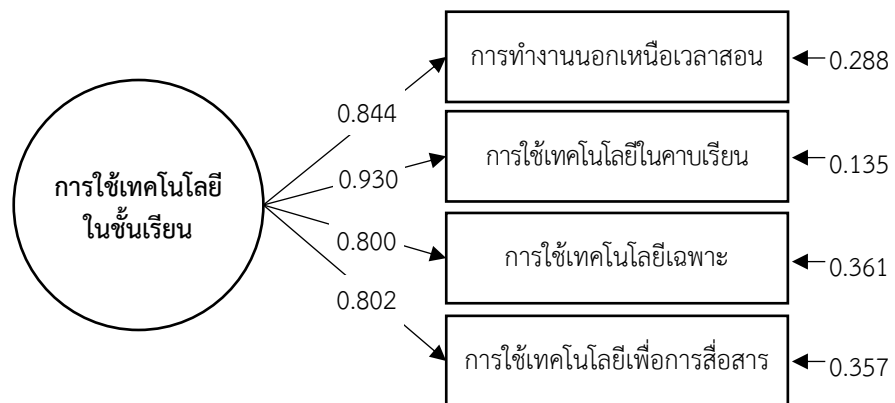 การทำงานนอกเหนือเวลาสอน
0.288
0.844
การใช้เทคโนโลยีในคาบเรียน
0.135
0.930
การใช้เทคโนโลยี
ในชั้นเรียน
0.800
การใช้เทคโนโลยีเฉพาะ
0.361
0.802
การใช้เทคโนโลยีเพื่อการสื่อสาร
0.357